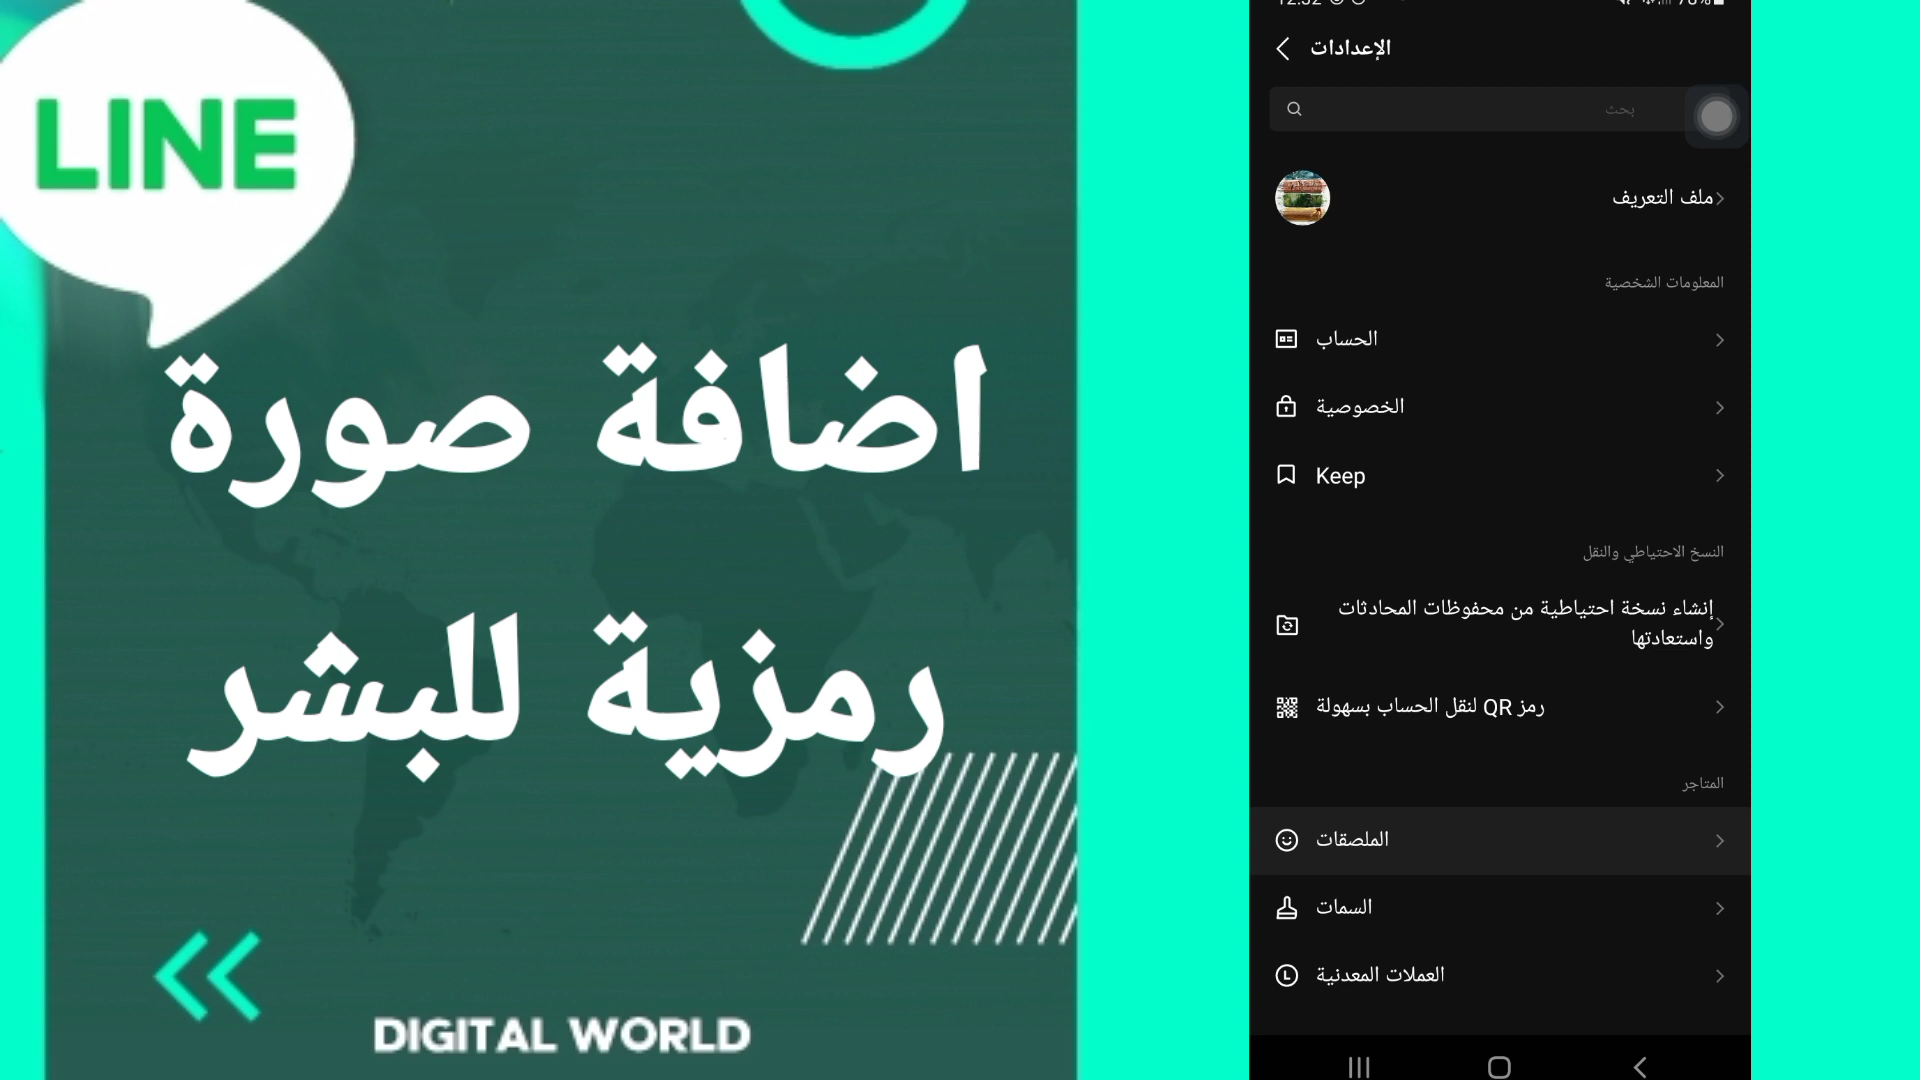 LINE
اضافة صورة
رمزية للبشر
DIGITAL WORLD
الإعدادات
بحث
ملف التعريف
المعلومات الشخصية
الحساب
الخصوصية
Keep
النسخ الاحتياطي والنقل
إنشاء نسخة احتياطية من محفوظات المحادثات
واستعادتها
رمز QR لنقل الحساب بسهولة
المتاجر
الملصقات
السمات
العملات المعدنية